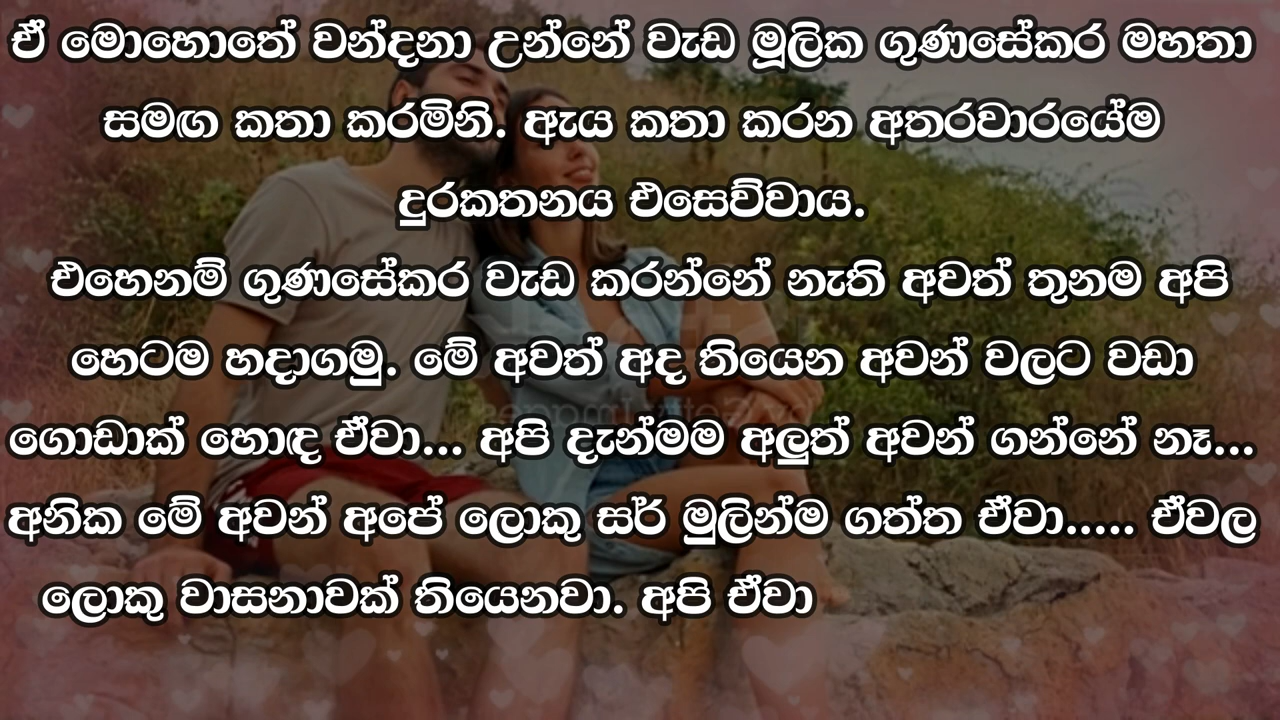 ඒ මොහොතේ වන්දනා උන්නේ වැඩ මූලික ගුණසේකර මහතා
සමඟ කතා කරමිනි. ඇය කතා කරන අතරවාරයේම
දුරකතනය එසෙව්වාය.
එහෙනම් ගුණසේකර වැඩ කරන්නේ නැති අවත් තුනම අපි
හෙටම හදාගමු. මේ අවත් අද තියෙන අවන් වලට වඩා
ගොඩාක් හොඳ ඒවා... අපි දැන්මම අලුත් අවන් ගන්නේ නෑ...
අනික මේ අවන් අපේ ලොකු සර් මුලින්ම ගත්ත ඒවා..... ඒවල
ලොකු වාසනාවක් තියෙනවා. අපි ඒවා